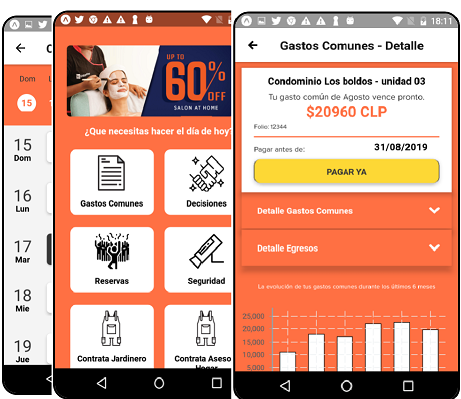 Dom
15
15
Dom
16
Lun
17
Mar
18
Mie
19
Jue
UP TO
60%
OFF
SALON AT HOME
¿Que necesitas hacer el día de hoy?
Gastos Comunes
Decisiones
Reservas
Seguridad
Contrata Jardinero
Contrata Aseo
Hogar
18:11
Gastos Comunes - Detalle
Condominio Los boldos - unidad 03
Tu gasto común de Agosto vence pronto.
$20960 CLP
Folio: 12344
Pagar antes de: 31/08/2019
PAGAR YA
Detalle Gastos Comunes
Detalle Egresos
La evolución de tus gastos comunes durante los últimos 6 meses
25,000
20,000
15,000
10,000
5,000